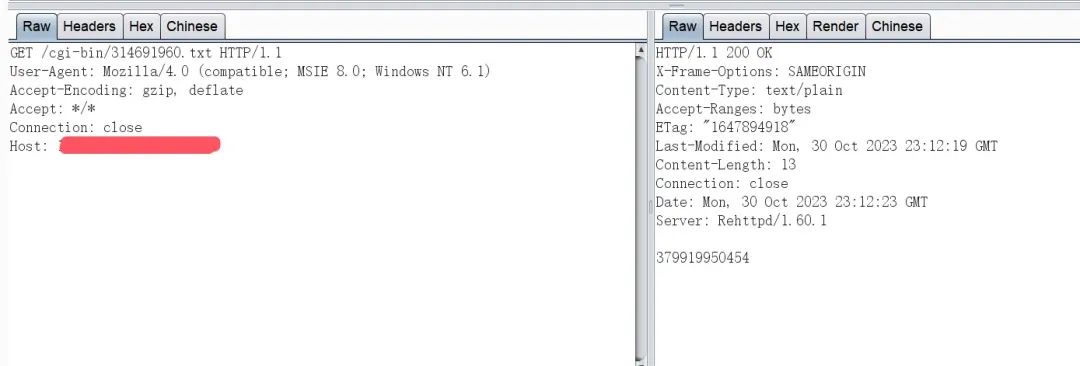 Raw Headers Hex Chinese
GET /cgi-bin/314691960.txt HTTP/1.1
User-Agent: Mozilla/4.0 (compatible; MSIE 8.0; Windows NT 6.1)
Accept-Encoding: gzip, deflate
Accept: */*
Connection: close
Host:
Raw Headers Hex Render Chinese
HTTP/1.1 200 OK
X-Frame-Options: SAMEORIGIN
Content-Type: text/plain
Accept-Ranges: bytes
ETag: "1647894918"
Last-Modified: Mon, 30 Oct 2023 23:12:19 GMT
Content-Length: 13
Connection: close
Date: Mon, 30 Oct 2023 23:12:23 GMT
Server: Rehttpd/1.60.1
379919950454